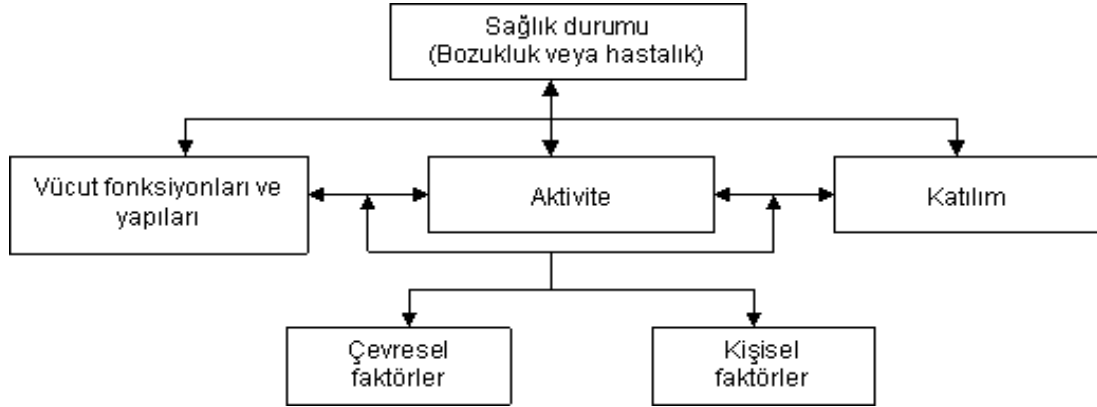 Sağlık durumu
(Bozukluk veya hastalık)
Vücut fonksiyonları ve
yapıları
Aktivite
Katılım
Çevresel
faktörler
Kişisel
faktörler